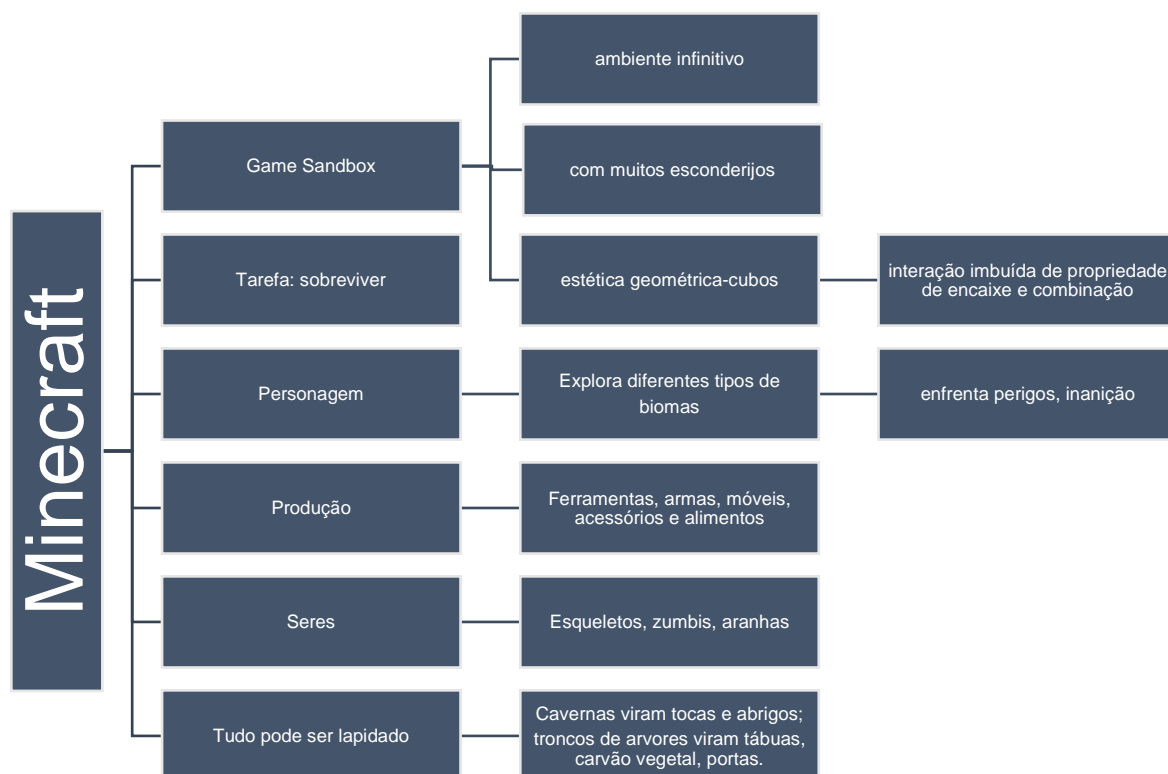 Minecraft
Game Sandbox
ambiente infinitivo
com muitos esconderijos
estética geométrica-cubos
interação imbuída de propriedade
de encaixe e combinação
Tarefa: sobreviver
Personagem
Explora diferentes tipos de
biomas
enfrenta perigos, inanição
Produção
Ferramentas, armas, móveis,
acessórios e alimentos
Seres
Esqueletos, zumbis, aranhas
Tudo pode ser lapidado
Cavernas viram tocas e abrigos;
troncos de arvores viram tábuas,
carvão vegetal, portas.